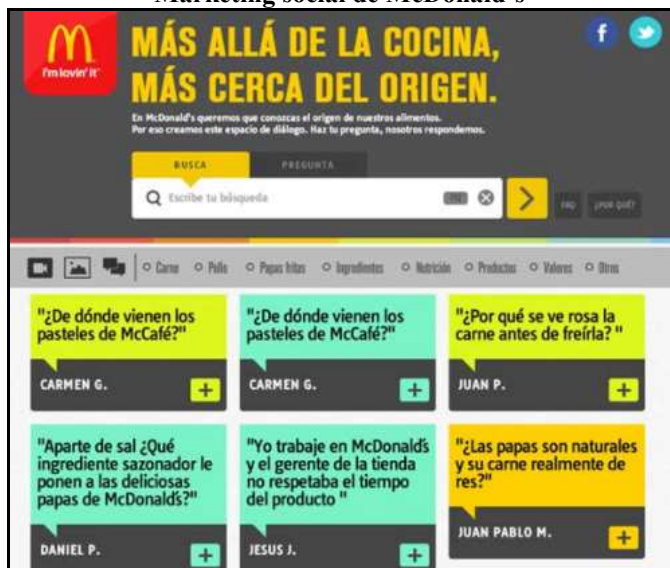 Marketing social de McDonald's
i'm lovin' it
MÁS ALLÁ DE LA COCINA,
MÁS CERCA DEL ORIGEN.
En McDonald's queremos que conozcas el origen de nuestros alimentos.
Por eso creamos este espacio de diálogo. Haz tu pregunta, nosotros respondemos.
BUSCA PREGUNTA
Escribe tu búsqueda
FAQ ¿POR QUÉ?
Carne Pollo Papas fritas Ingredientes Nutrición Productos Valores Otros
"¿De dónde vienen los
pasteles de McCafé?"
CARMEN G.
"¿De dónde vienen los
pasteles de McCafé?"
CARMEN G.
"¿Por qué se ve rosa la
carne antes de freírla? "
JUAN P.
"Aparte de sal ¿Qué
ingrediente sazonador le
ponen a las deliciosas
papas de McDonald's?"
DANIEL P.
"Yo trabaje en McDonald's
y el gerente de la tienda
no respetaba el tiempo
del producto "
JESUS J.
"¿Las papas son naturales
y su carne realmente de
res?"
JUAN PABLO M.